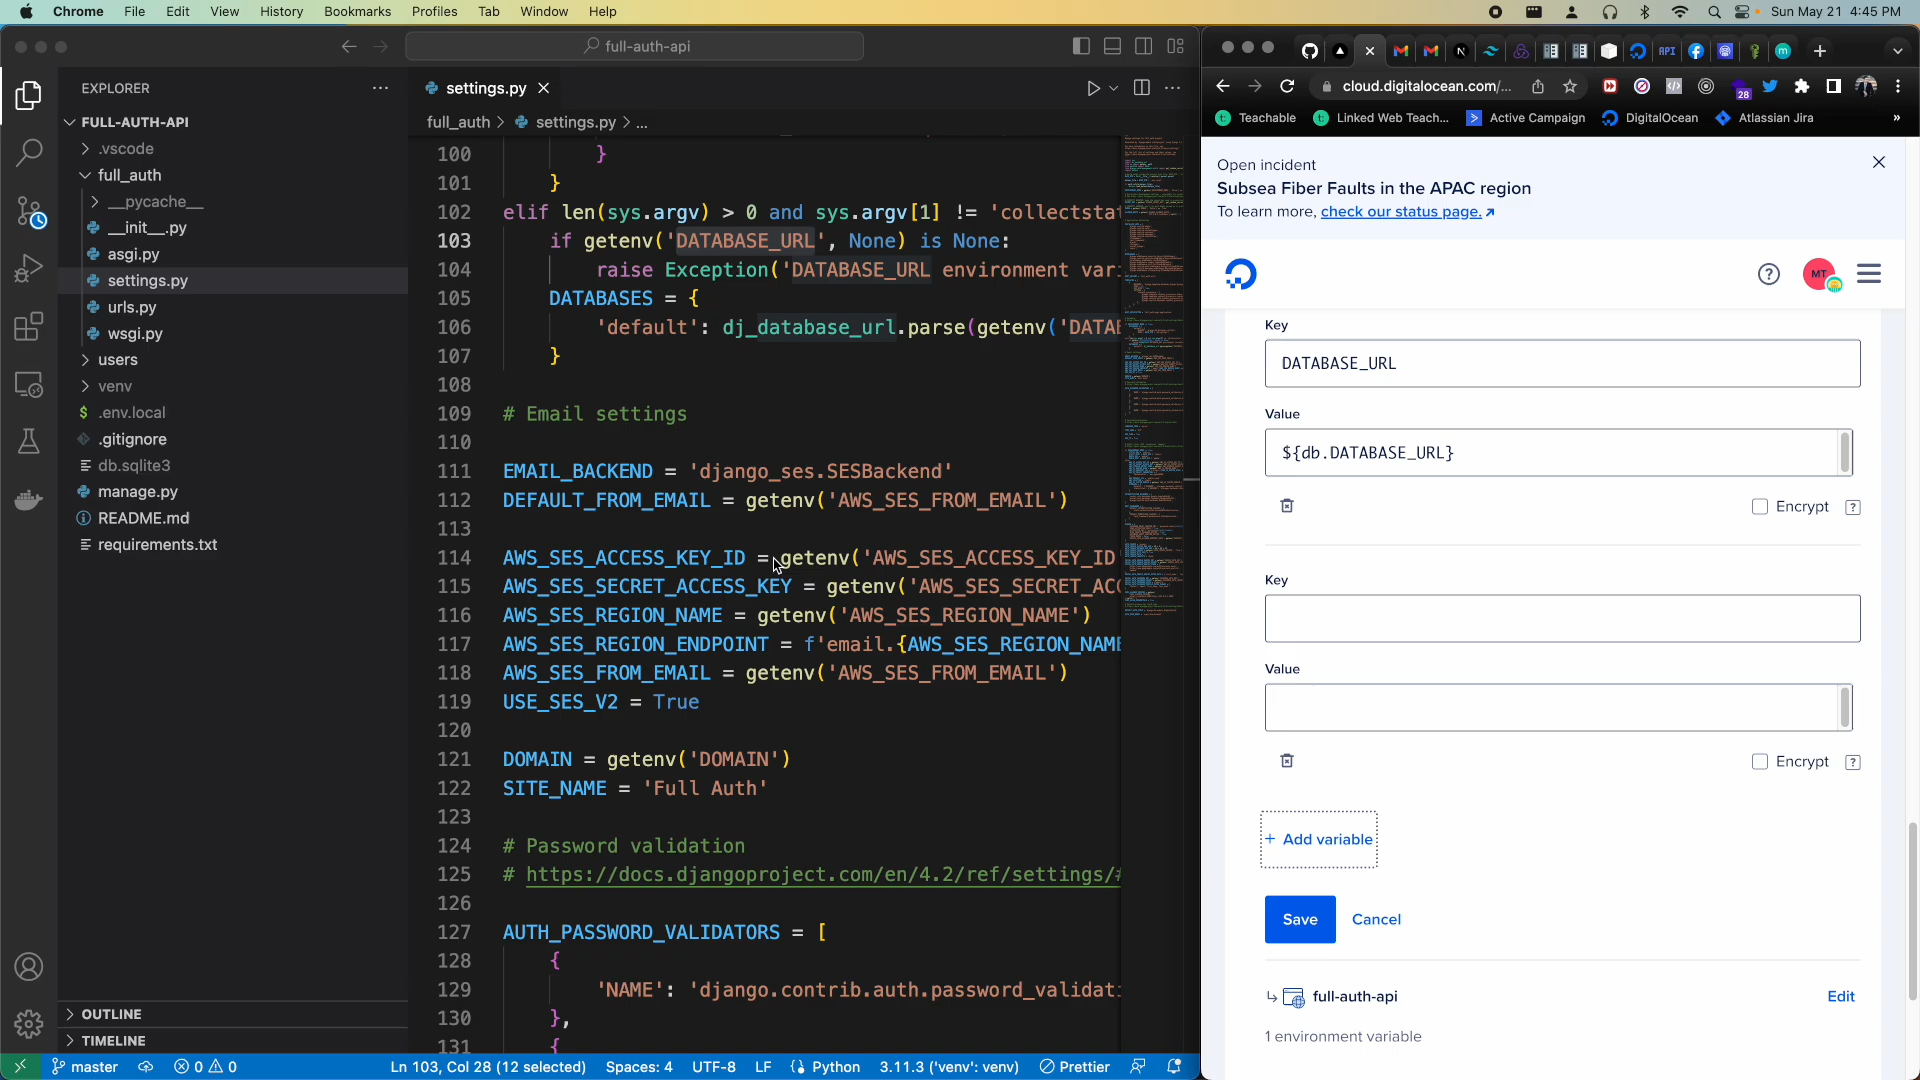 Chrome File Edit View History Bookmarks Profiles Tab Window Help
28
Sun May 21 4:45 PM
full-auth-api
EXPLORER
FULL-AUTH-API
.vscode
full_auth
__pycache__
__init__.py
asgi.py
settings.py
urls.py
wsgi.py
users
venv
$ .env.local
.gitignore
db.sqlite3
manage.py
README.md
requirements.txt
OUTLINE
TIMELINE
settings.py
full_auth > settings.py > ...
100 }
101 }
102 elif len(sys.argv) > 0 and sys.argv[1] != 'collectstat
103 if getenv('DATABASE_URL', None) is None:
104 raise Exception('DATABASE_URL environment var
105 DATABASES = {
106 'default': dj_database_url.parse(getenv('DATAB
107 }
108
109 # Email settings
110
111 EMAIL_BACKEND = 'django_ses.SESBackend'
112 DEFAULT_FROM_EMAIL = getenv('AWS_SES_FROM_EMAIL')
113
114 AWS_SES_ACCESS_KEY_ID = getenv('AWS_SES_ACCESS_KEY_ID
115 AWS_SES_SECRET_ACCESS_KEY = getenv('AWS_SES_SECRET_ACC
116 AWS_SES_REGION_NAME = getenv('AWS_SES_REGION_NAME')
117 AWS_SES_REGION_ENDPOINT = f'email.{AWS_SES_REGION_NAME
118 AWS_SES_FROM_EMAIL = getenv('AWS_SES_FROM_EMAIL')
119 USE_SES_V2 = True
120
121 DOMAIN = getenv('DOMAIN')
122 SITE_NAME = 'Full Auth'
123
124 # Password validation
125 # https://docs.djangoproject.com/en/4.2/ref/settings/#
126
127 AUTH_PASSWORD_VALIDATORS = [
128 {
129 'NAME': 'django.contrib.auth.password_validat
130 },
131 {
master 0 0 Ln 103, Col 28 (12 selected) Spaces: 4 UTF-8 LF Python 3.11.3 ('venv': venv) Prettier
API
cloud.digitalocean.com/...
Teachable Linked Web Teach... Active Campaign DigitalOcean Atlassian Jira »
Open incident
Subsea Fiber Faults in the APAC region
To learn more, check our status page.
MT
Key
DATABASE_URL
Value
${db.DATABASE_URL}
Encrypt ?
Key
Value
Encrypt ?
+ Add variable
Save Cancel
full-auth-api Edit
1 environment variable